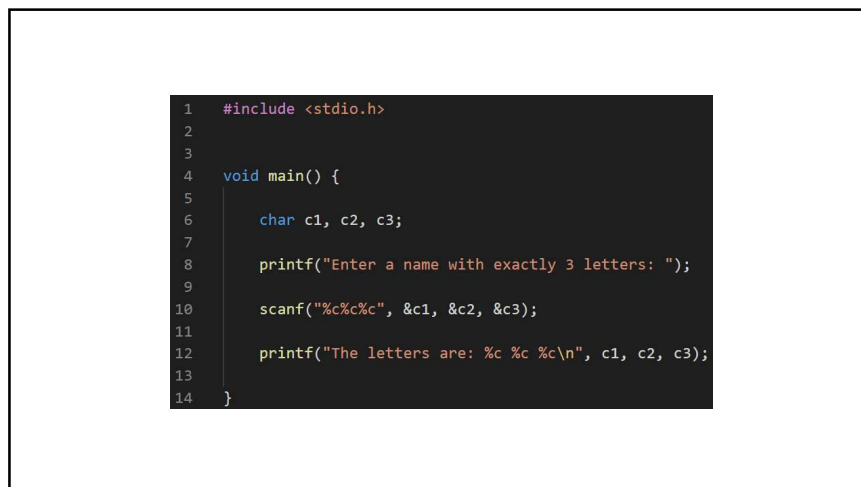 1 #include <stdio.h>
2
3
4 void main() {
5
6 char c1, c2, c3;
7
8 printf("Enter a name with exactly 3 letters: ");
9
10 scanf("%c%c%c", &c1, &c2, &c3);
11
12 printf("The letters are: %c %c %c\n", c1, c2, c3);
13
14 }